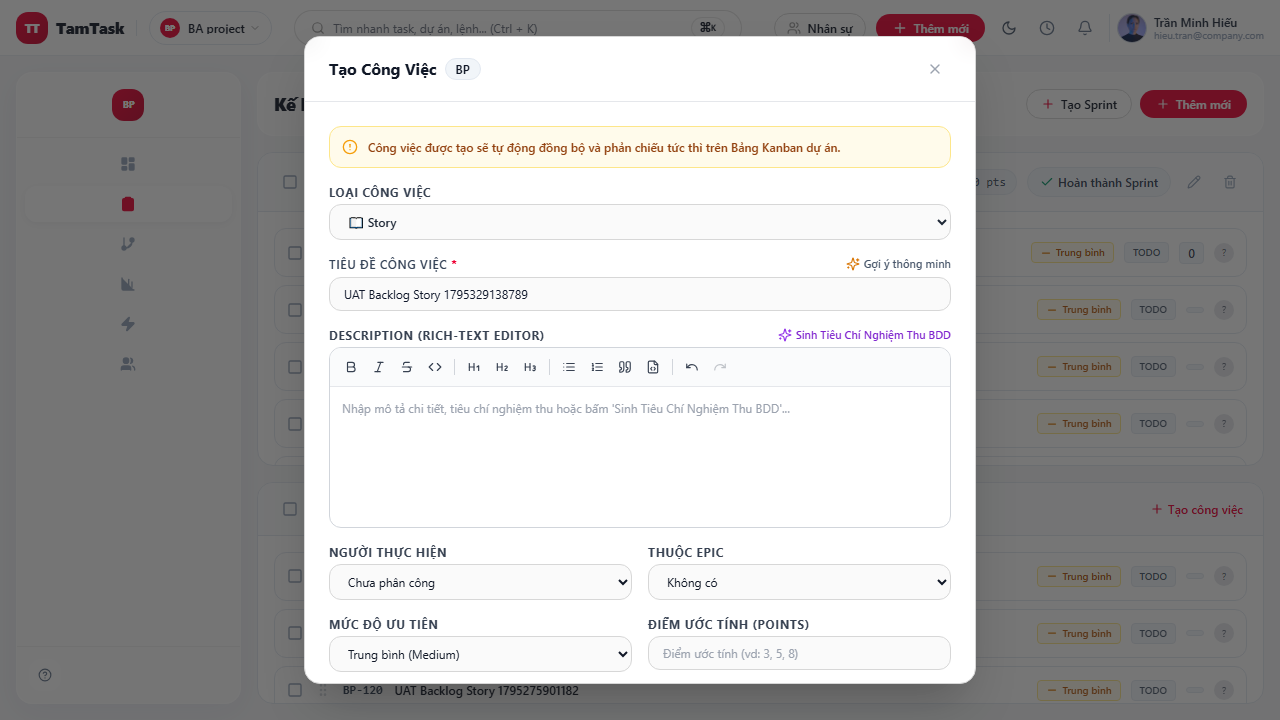 TT TamTask BP BA project Tìm nhanh task, dự án, lệnh... (Ctrl + K) ⌘K Nhân sự + Thêm mới Trần Minh Hiếu
hieu.tran@company.com
Tạo Công Việc BP
BP
+ Tạo Sprint + Thêm mới
Công việc được tạo sẽ tự động đồng bộ và phản chiếu tức thì trên Bảng Kanban dự án.
pts Hoàn thành Sprint
LOẠI CÔNG VIỆC
Story
Trung bình TODO 0 ?
TIÊU ĐỀ CÔNG VIỆC * Gợi ý thông minh
UAT Backlog Story 1795329138789
Trung bình TODO ?
DESCRIPTION (RICH-TEXT EDITOR) Sinh Tiêu Chí Nghiệm Thu BDD
B I S <> H1 H2 H3
Trung bình TODO ?
Nhập mô tả chi tiết, tiêu chí nghiệm thu hoặc bấm 'Sinh Tiêu Chí Nghiệm Thu BDD'...
Trung bình TODO ?
+ Tạo công việc
NGƯỜI THỰC HIỆN THUỘC EPIC
Chưa phân công Không có
Trung bình TODO ?
MỨC ĐỘ ƯU TIÊN ĐIỂM ƯỚC TÍNH (POINTS)
Trung bình TODO ?
Trung bình (Medium) Điểm ước tính (vd: 3, 5, 8)
BP-120 UAT Backlog Story 1795275901182 Trung bình TODO ?